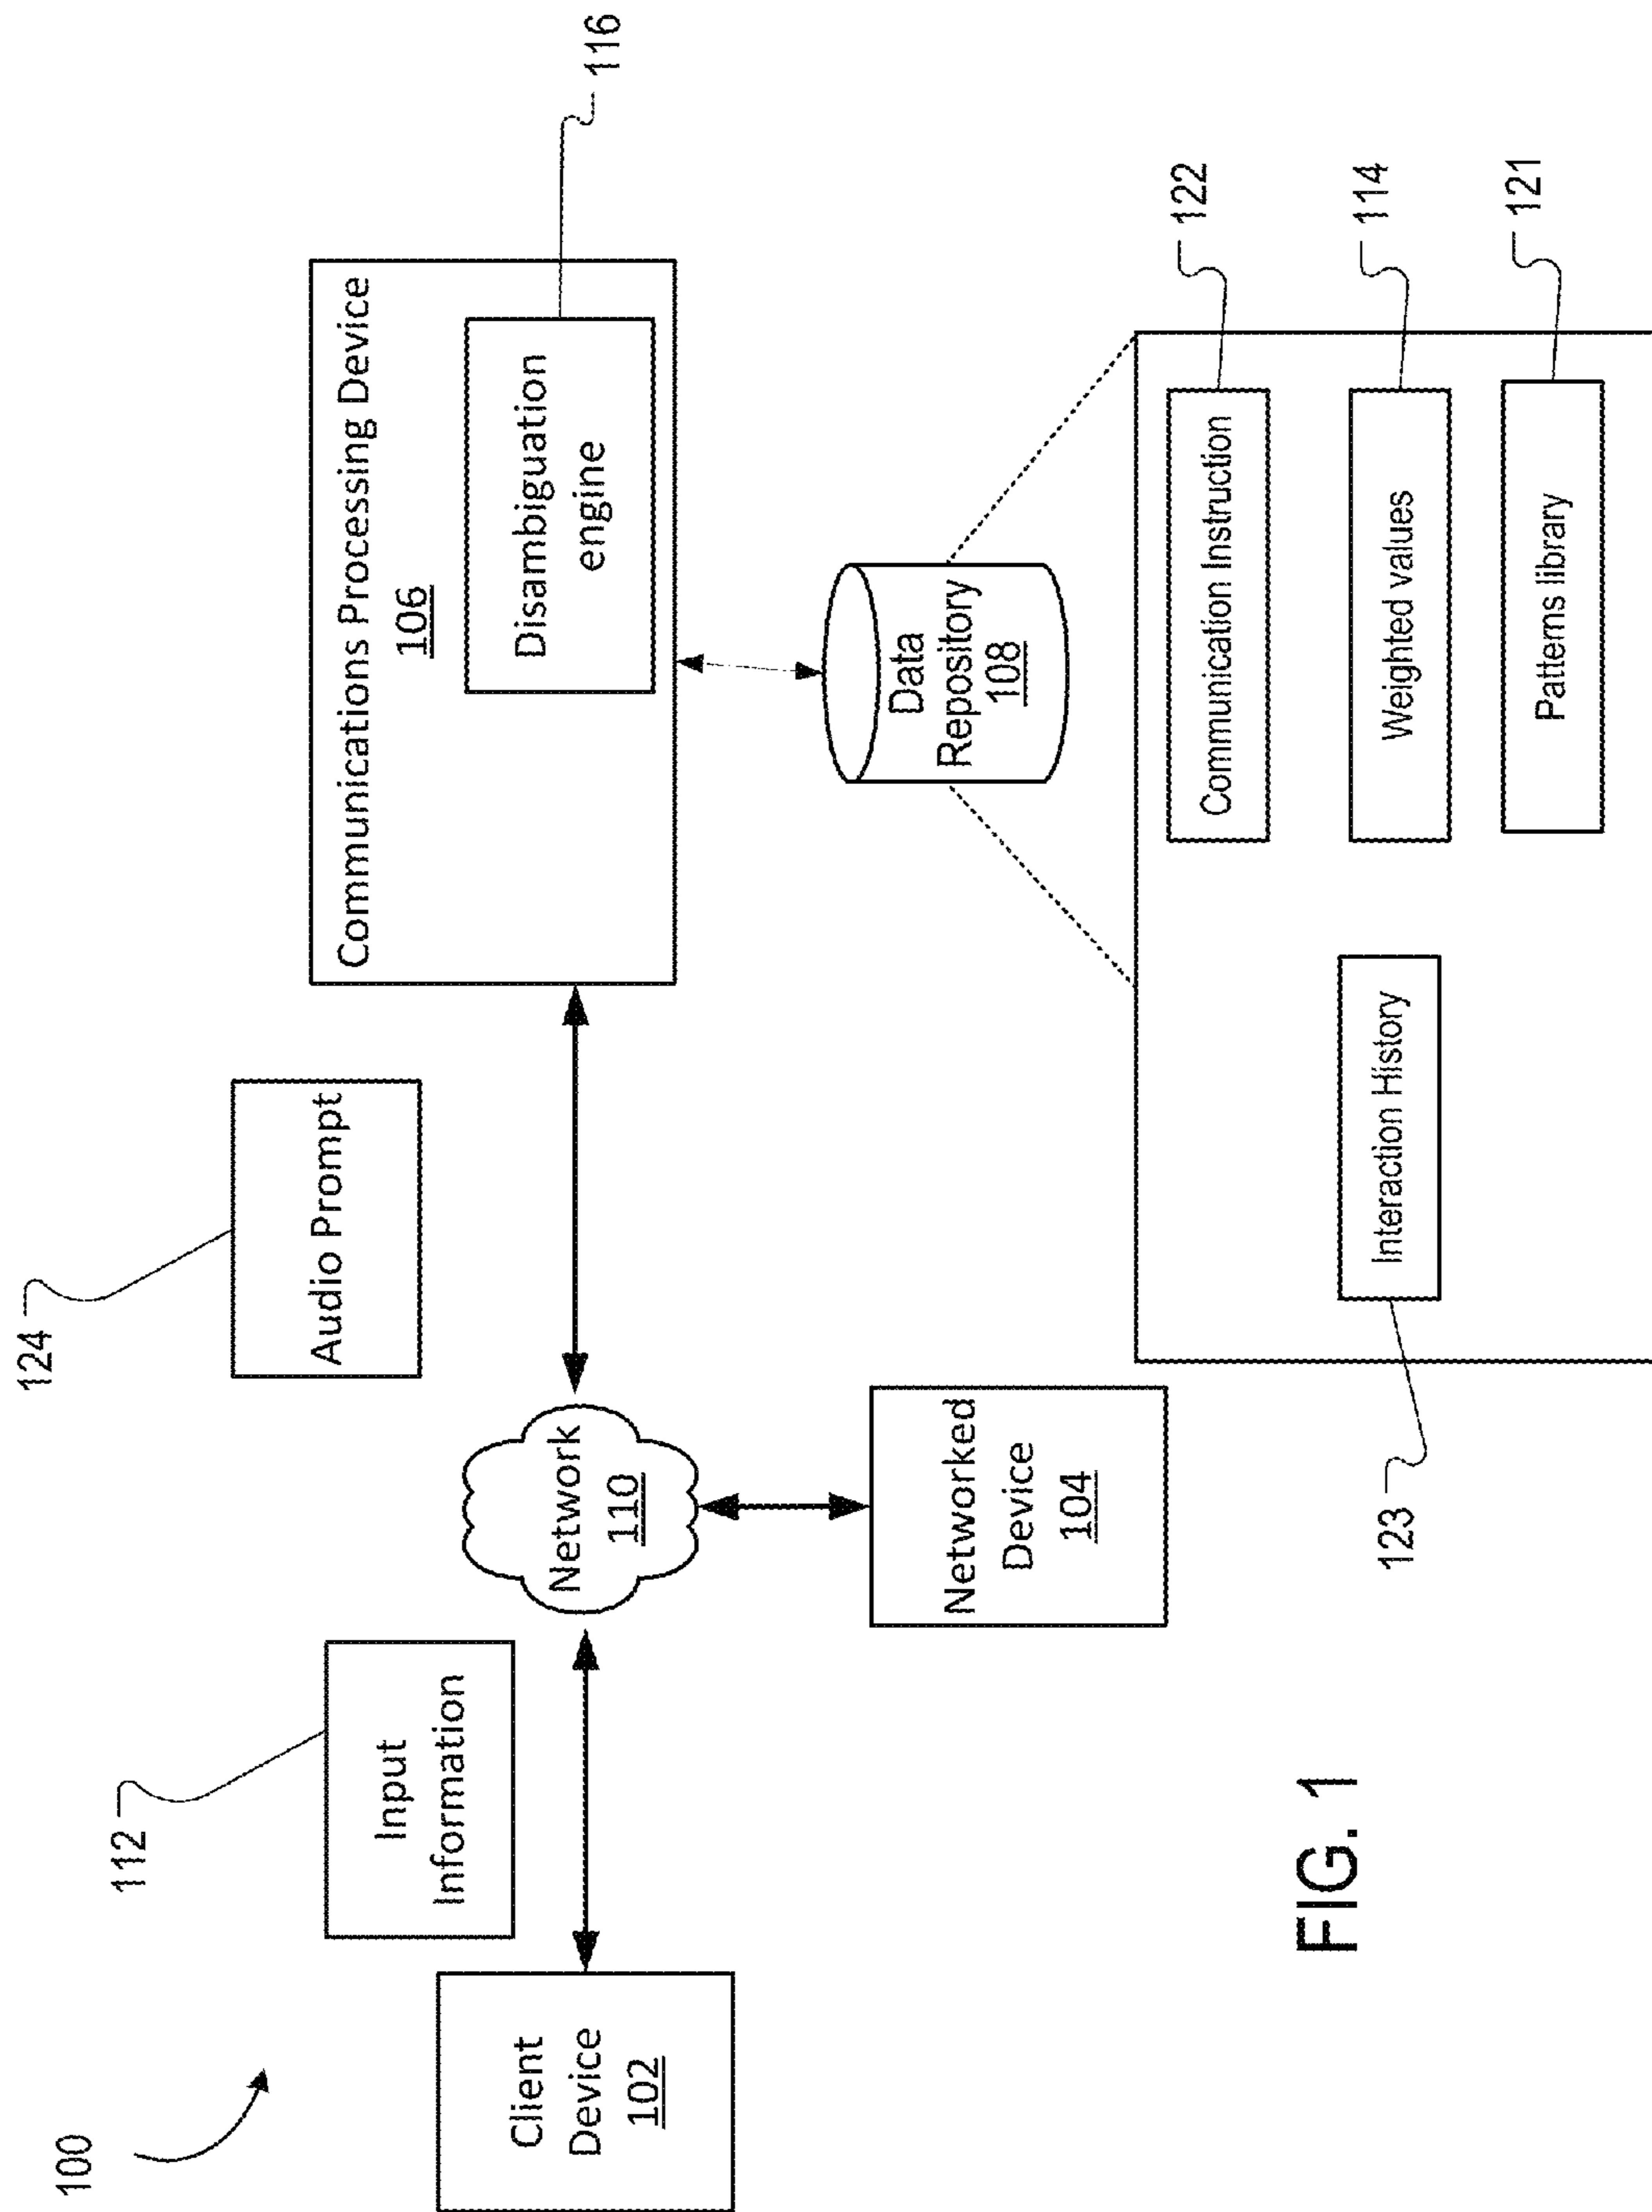 100
Client
Device
102
112
Input
Information
Network
110
Networked
Device
104
124
Audio Prompt
Communications Processing Device
106
Disambiguation
engine
116
Data
Repository
108
Interaction History
123
Communication Instruction
122
Weighted values
114
Patterns library
121
FIG. 1